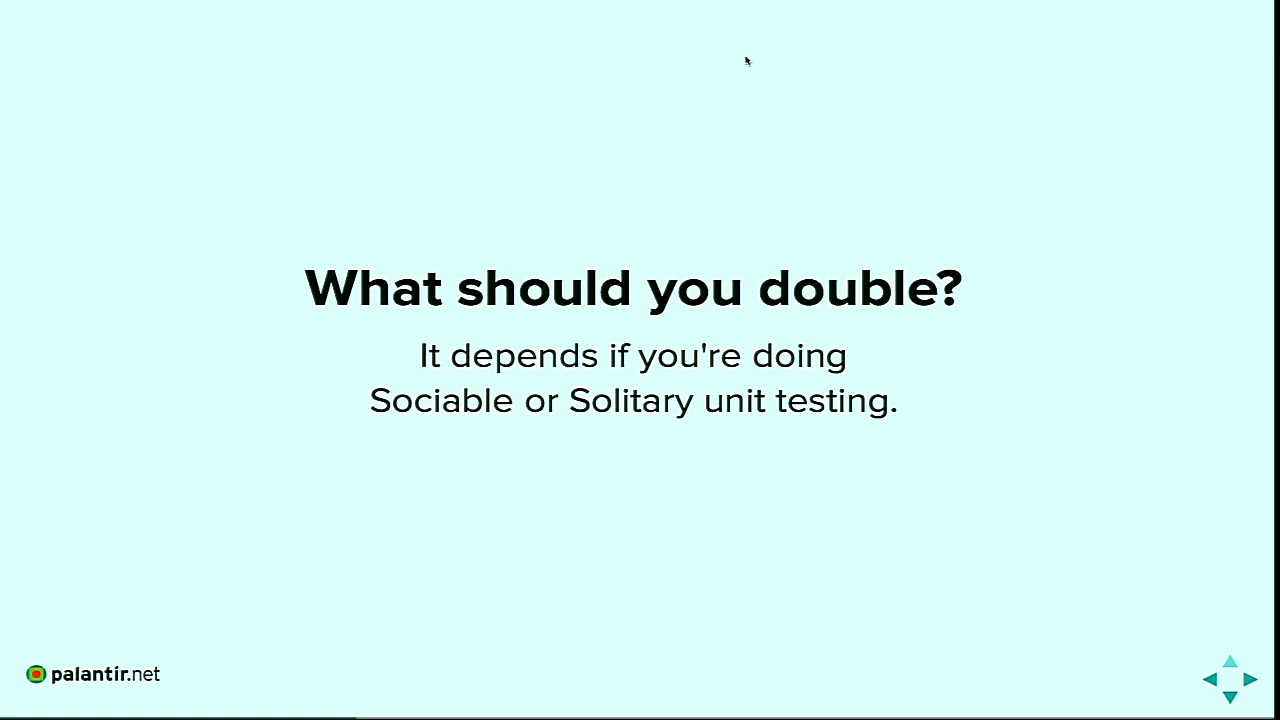 What should you double?
It depends if you're doing
Sociable or Solitary unit testing.
palantir.net